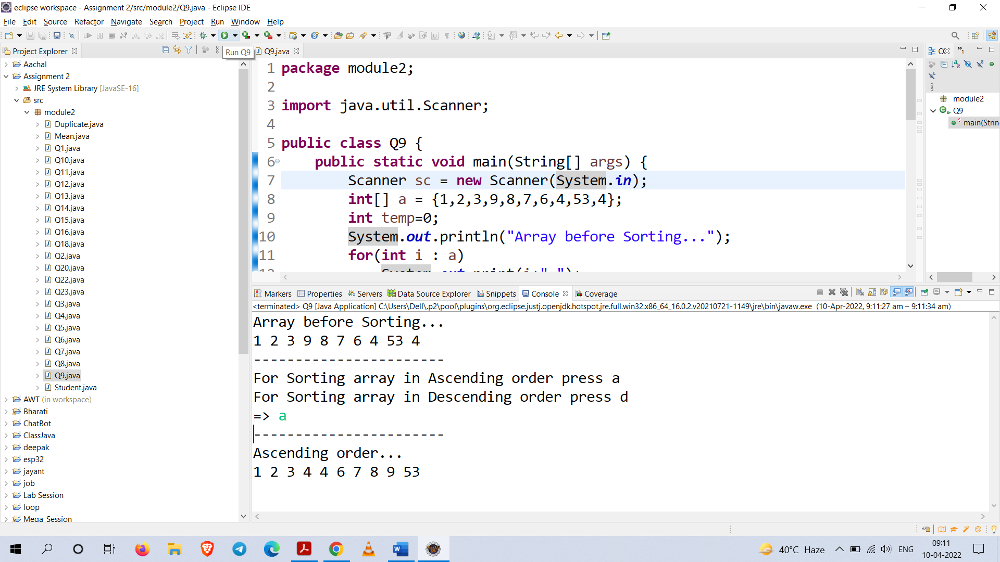 eclipse workspace - Assignment 2/src/module2/Q9.java - Eclipse IDE
File Edit Source Refactor Navigate Search Project Run Window Help
Project Explorer
Run Q9
Aachal
Assignment 2
JRE System Library [JavaSE-16]
src
module2
Duplicate.java
Mean.java
Q1.java
Q10.java
Q11.java
Q12.java
Q13.java
Q14.java
Q15.java
Q16.java
Q18.java
Q2.java
Q20.java
Q22.java
Q23.java
Q3.java
Q4.java
Q5.java
Q6.java
Q7.java
Q8.java
Q9.java
Student.java
AWT (in workspace)
Bharati
ChatBot
ClassJava
deepak
esp32
jayant
job
Lab Session
loop
Mega Session
Q9.java
1 package module2;
2
3 import java.util.Scanner;
4
5 public class Q9 {
6 public static void main(String[] args) {
7 Scanner sc = new Scanner(System.in);
8 int[] a = {1,2,3,9,8,7,6,4,53,4};
9 int temp=0;
10 System.out.println("Array before Sorting...");
11 for(int i : a)
module2
Q9
main(Strin
Markers Properties Servers Data Source Explorer Snippets Console Coverage
<terminated> Q9 [Java Application] C:\Users\Dell\.p2\pool\plugins\org.eclipse.justj.openjdk.hotspot.jre.full.win32.x86_64_16.0.2.v20210721-1149\jre\bin\javaw.exe (10-Apr-2022, 9:11:27 am – 9:11:34 am)
Array before Sorting...
1 2 3 9 8 7 6 4 53 4
-----------------------
For Sorting array in Ascending order press a
For Sorting array in Descending order press d
=> a
-----------------------
Ascending order...
1 2 3 4 4 6 7 8 9 53
40°C Haze
ENG
09:11
10-04-2022